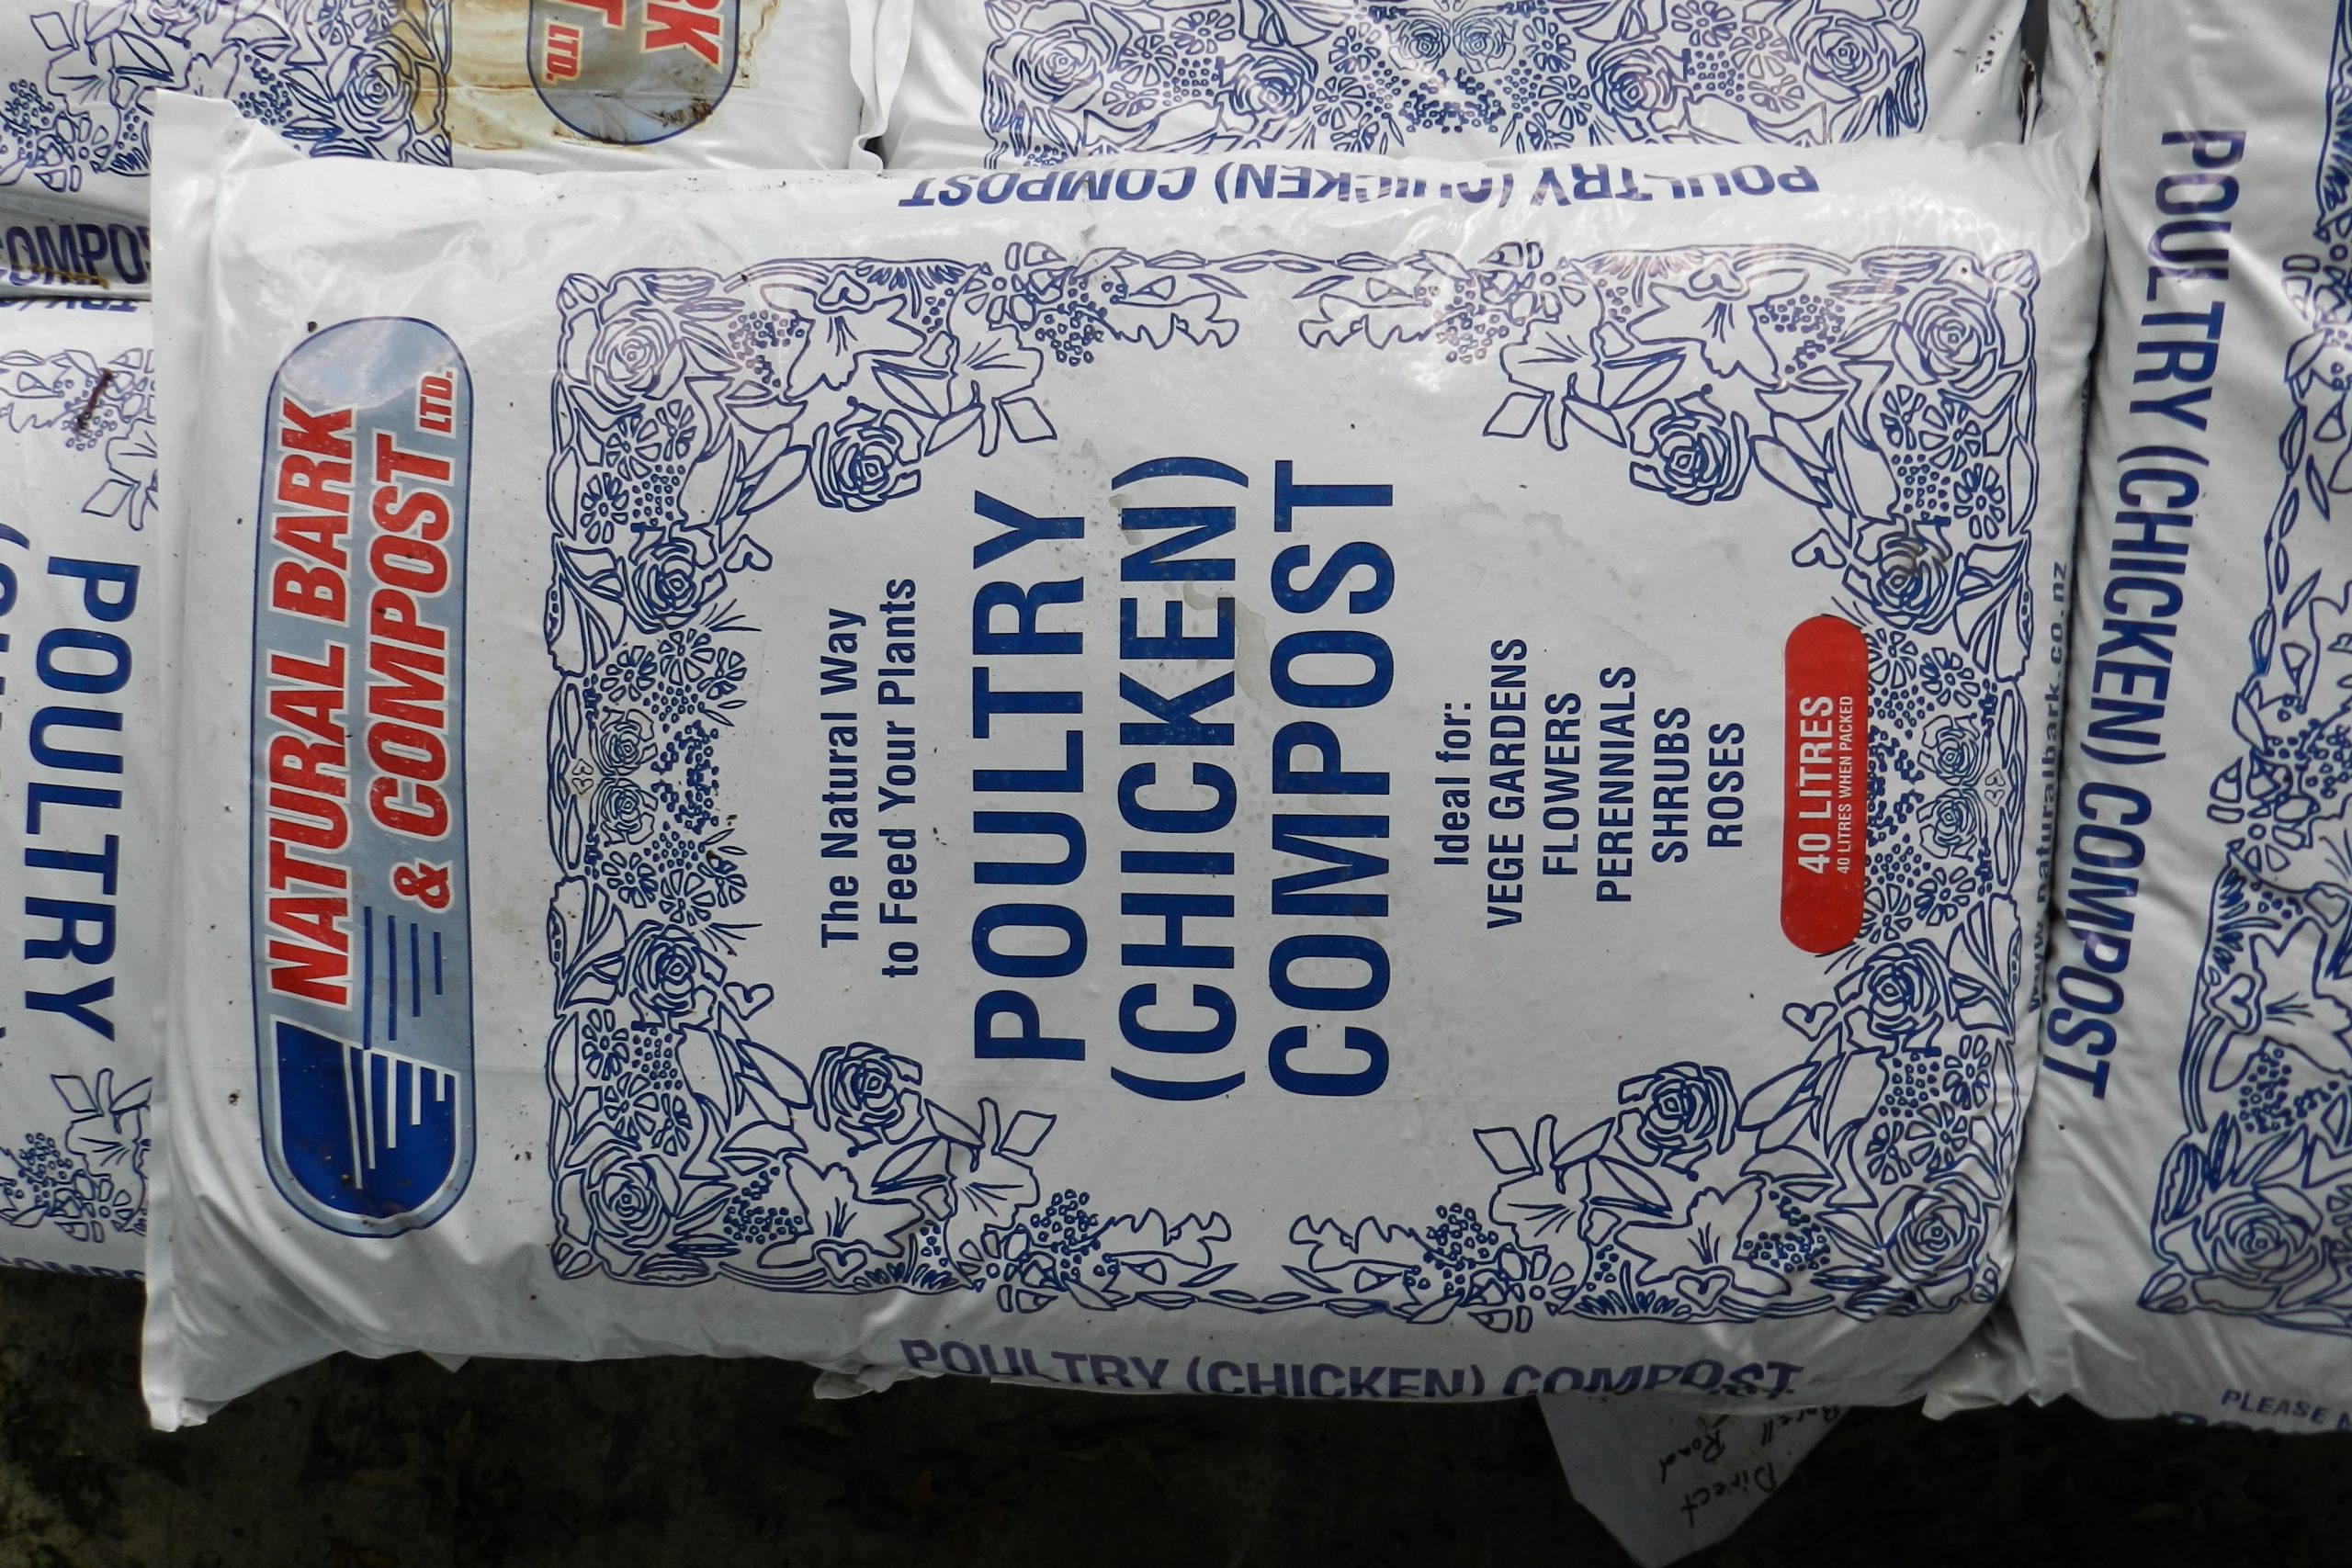 NATURAL BARK
& COMPOST LTD.
The Natural Way
to Feed Your Plants
POULTRY
(CHICKEN)
COMPOST
Ideal for:
VEGE GARDENS
FLOWERS
PERENNIALS
SHRUBS
ROSES
40 LITRES
40 LITRES WHEN PACKED
www.naturalbark.co.nz
POULTRY (CHICKEN) COMPOST
POULTRY (CHICKEN) COMPOST
POULTRY (CHICKEN) COMPOST
PLEASE
POULTRY
LTD.
Direct
Road